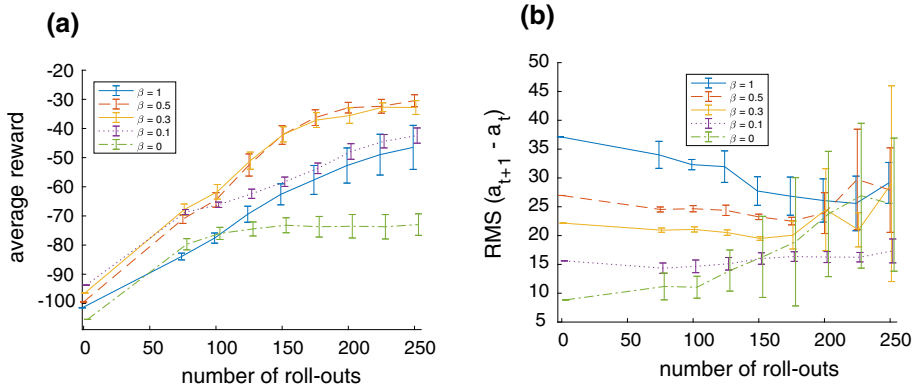 (a)
-20
-30
-40
-50
-60
-70
-80
-90
-100
average reward
β = 1
β = 0.5
β = 0.3
β = 0.1
β = 0
0 50 100 150 200 250
number of roll-outs
(b)
50
45
40
35
30
25
20
15
10
5
RMS (a_{t+1} - a_t)
β = 1
β = 0.5
β = 0.3
β = 0.1
β = 0
0 50 100 150 200 250
number of roll-outs